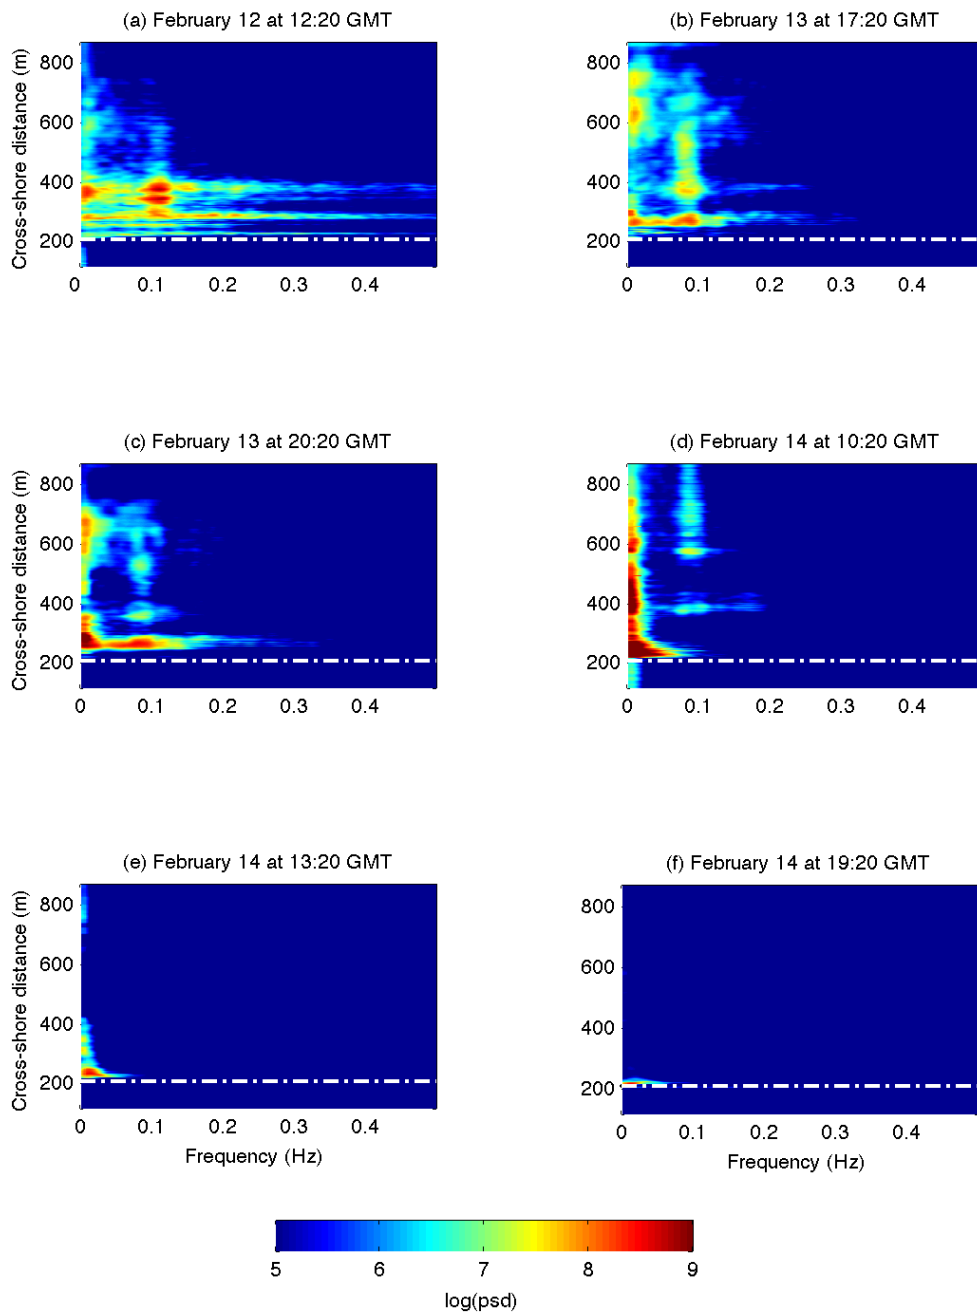 (a) February 12 at 12:20 GMT
(b) February 13 at 17:20 GMT
Cross-shore distance (m)
800
600
400
200
0 0.1 0.2 0.3 0.4
800
600
400
200
0 0.1 0.2 0.3 0.4
(c) February 13 at 20:20 GMT
(d) February 14 at 10:20 GMT
Cross-shore distance (m)
800
600
400
200
0 0.1 0.2 0.3 0.4
800
600
400
200
0 0.1 0.2 0.3 0.4
(e) February 14 at 13:20 GMT
(f) February 14 at 19:20 GMT
Cross-shore distance (m)
800
600
400
200
0 0.1 0.2 0.3 0.4
Frequency (Hz)
800
600
400
200
0 0.1 0.2 0.3 0.4
Frequency (Hz)
5 6 7 8 9
log(psd)